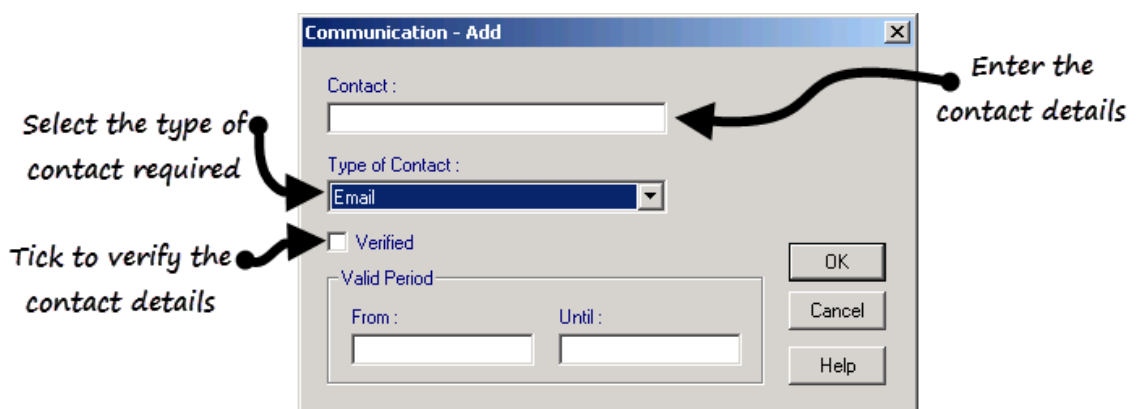 Communication - Add
Enter the
contact details
Contact :
Select the type of
contact required
Type of Contact :
Email
Tick to verify the
contact details
Verified
Valid Period
From :
Until :
OK
Cancel
Help